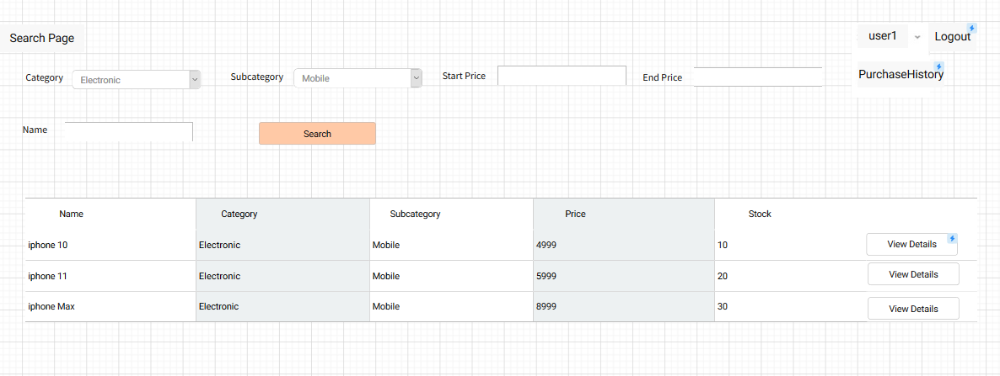 Search Page
user1
Logout
Category
Electronic
Subcategory
Mobile
Start Price
End Price
PurchaseHistory
Name
Search
Name Category Subcategory Price Stock
iphone 10 Electronic Mobile 4999 10 View Details
iphone 11 Electronic Mobile 5999 20 View Details
iphone Max Electronic Mobile 8999 30 View Details